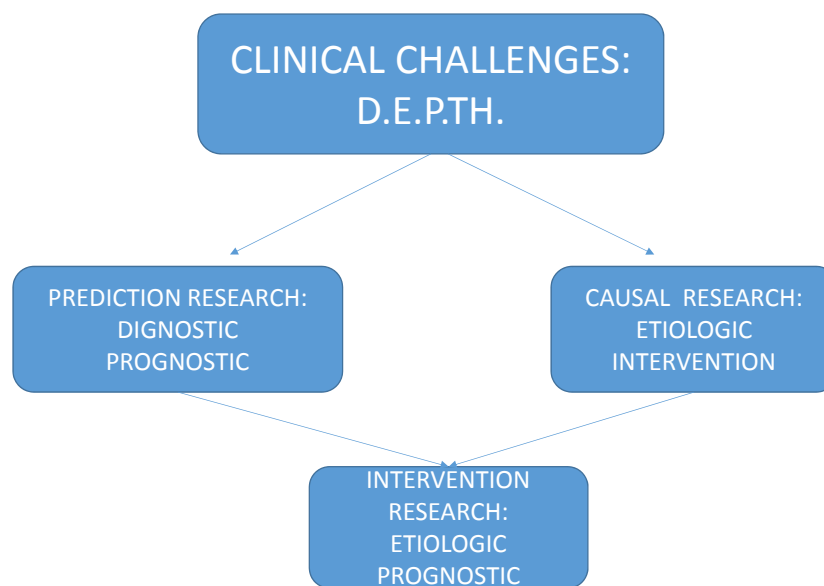 CLINICAL CHALLENGES:
D.E.P.TH.
PREDICTION RESEARCH:
DIGNOSTIC
PROGNOSTIC
CAUSAL RESEARCH:
ETIOLOGIC
INTERVENTION
INTERVENTION
RESEARCH:
ETIOLOGIC
PROGNOSTIC